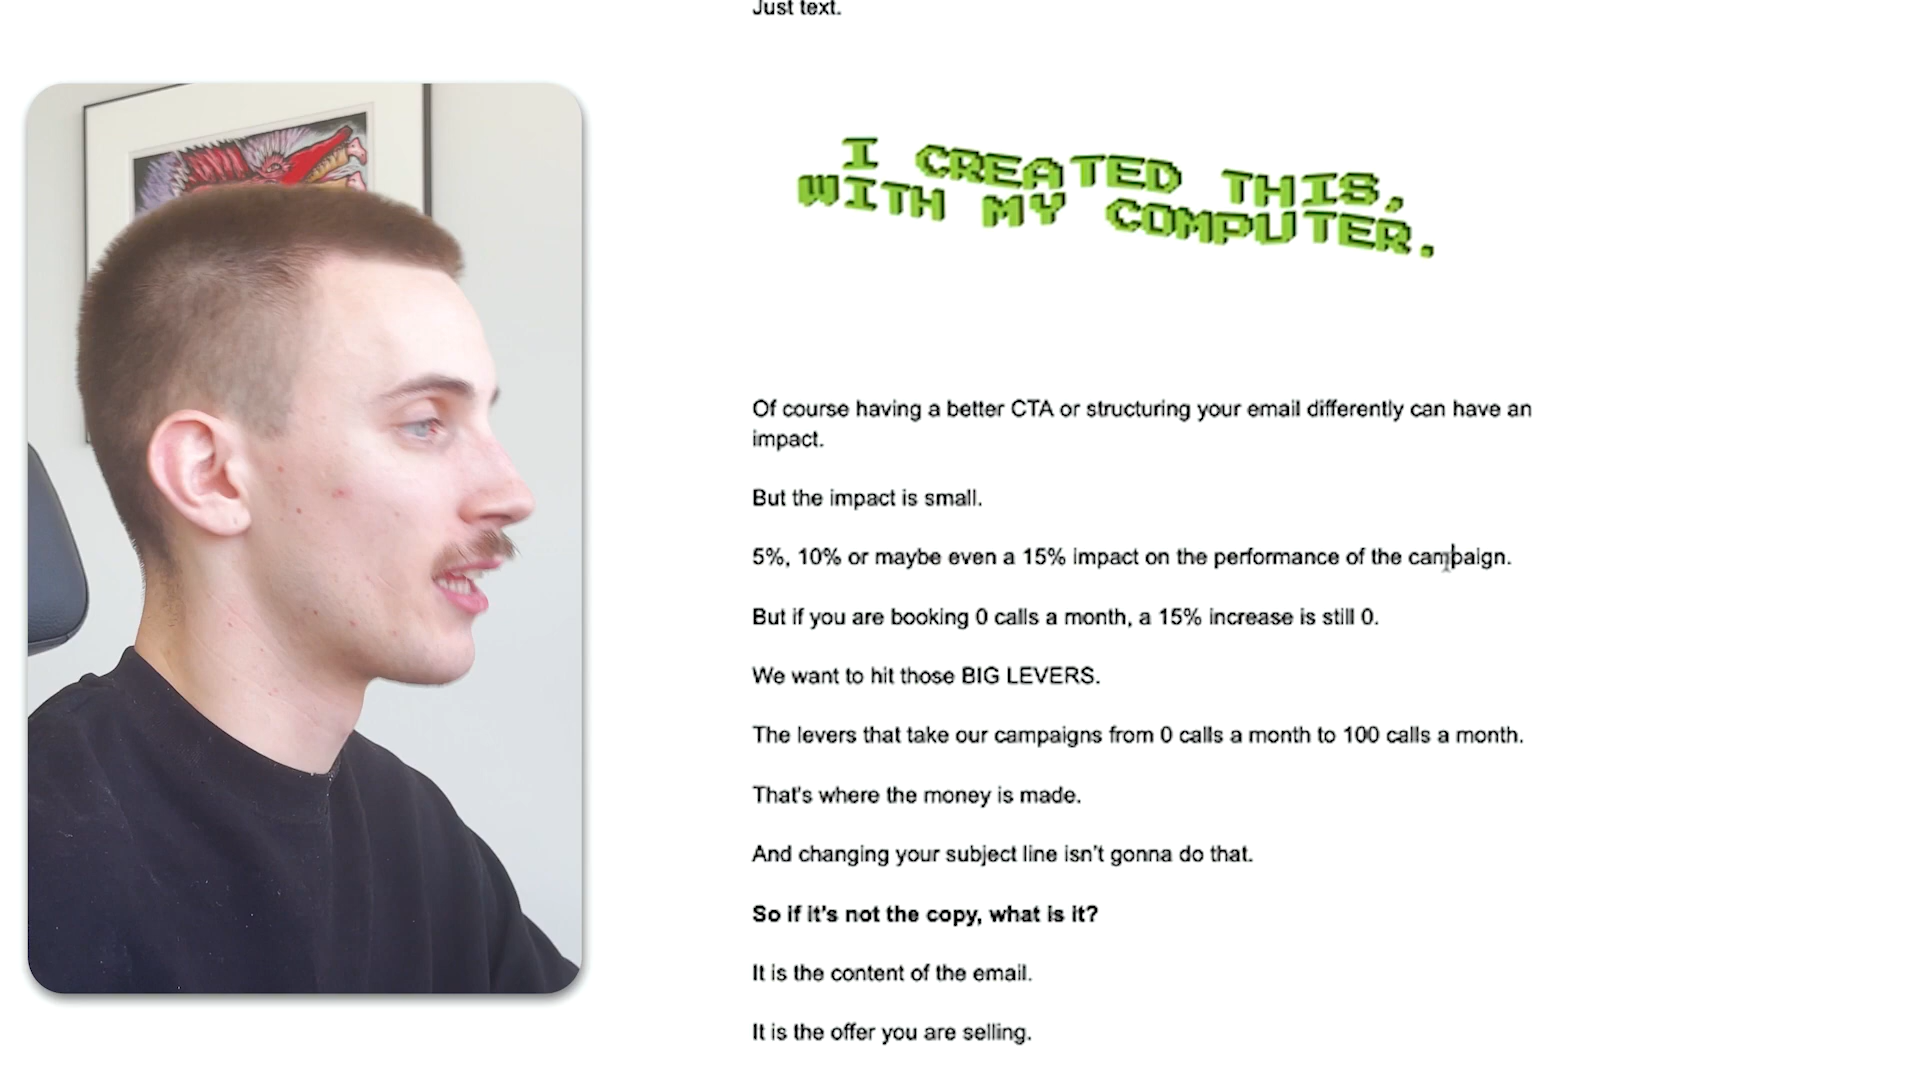 Just text.
I CREATED THIS,
WITH MY COMPUTER.
Of course having a better CTA or structuring your email differently can have an
impact.
But the impact is small.
5%, 10% or maybe even a 15% impact on the performance of the campaign.
But if you are booking 0 calls a month, a 15% increase is still 0.
We want to hit those BIG LEVERS.
The levers that take our campaigns from 0 calls a month to 100 calls a month.
That's where the money is made.
And changing your subject line isn't gonna do that.
So if it's not the copy, what is it?
It is the content of the email.
It is the offer you are selling.